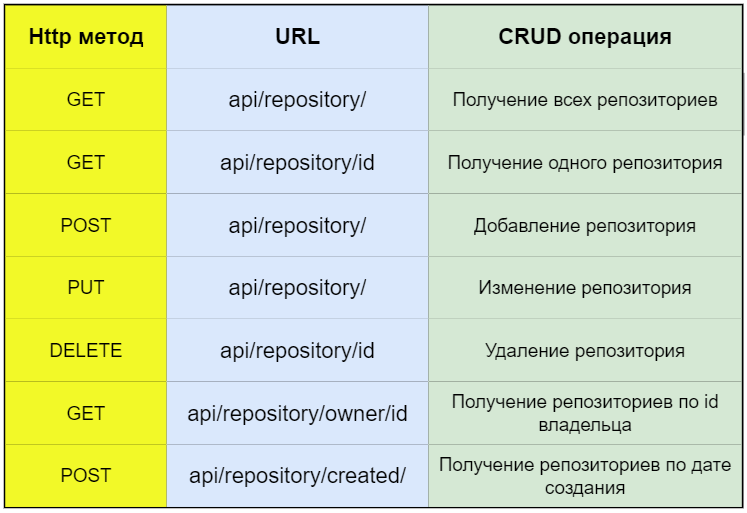 Http метод URL CRUD операция
GET api/repository/ Получение всех репозиториев
GET api/repository/id Получение одного репозитория
POST api/repository/ Добавление репозитория
PUT api/repository/ Изменение репозитория
DELETE api/repository/id Удаление репозитория
GET api/repository/owner/id Получение репозиториев по id
владельца
POST api/repository/created/ Получение репозиториев по дате
создания